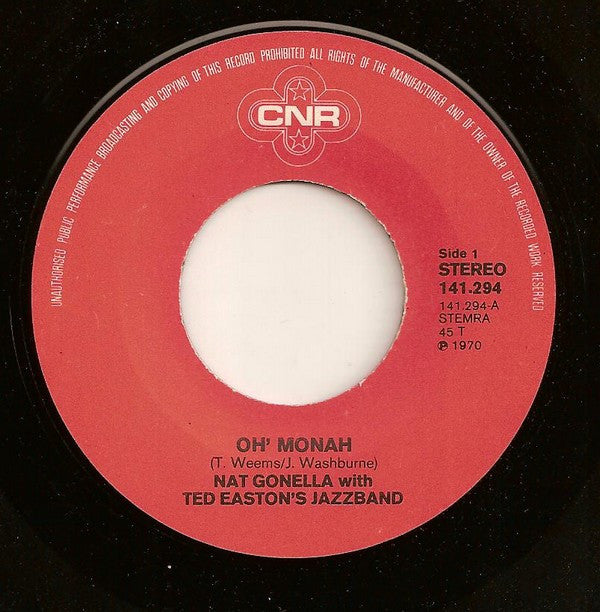 UNAUTHORISED PUBLIC PERFORMANCE BROADCASTING AND COPYING OF THIS RECORD PROHIBITED ALL RIGHTS OF THE MANUFACTURER AND OF THE OWNER OF THE RECORDED WORK RESERVED
CNR
Side 1
STEREO
141.294
141.294-A
STEMRA
45 T
℗ 1970
OH' MONAH
(T. Weems/J. Washburne)
NAT GONELLA with
TED EASTON'S JAZZBAND